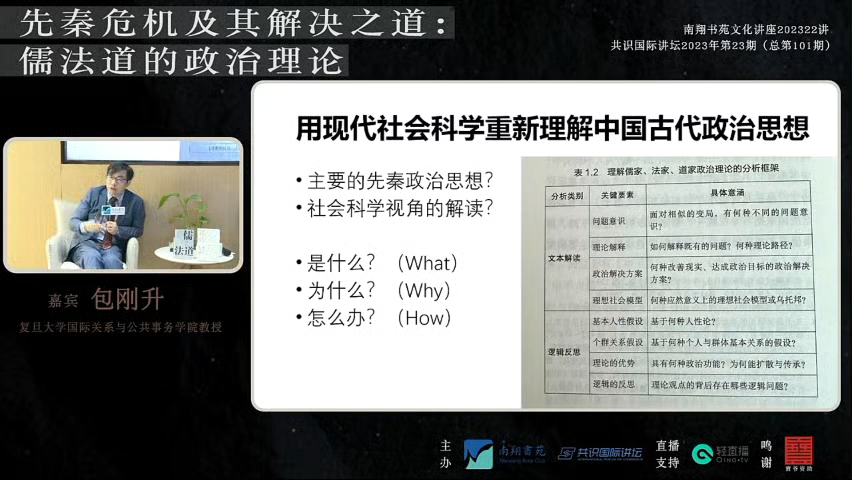 先秦危机及其解决之道：
儒法道的政治理论
南翔书苑文化讲座202322讲
共识国际讲坛2023年第23期（总第101期）
用现代社会科学重新理解中国古代政治思想
• 主要的先秦政治思想？
• 社会科学视角的解读？
• 是什么？（What）
• 为什么？（Why）
• 怎么办？（How）
表 1.2 理解儒家、法家、道家政治理论的分析框架
分析类别 关键要素 具体意涵
文本解读
问题意识 面对相似的变局，有何种不同的问题意
识？
理论解释 如何解释既有的问题？何种理论路径？
政治解决方案 何种改善现实、达成政治目标的政治解决
方案？
理想社会模型 何种应然意义上的理想社会模型或乌托邦？
逻辑反思
基本人性假设 基于何种人性论？
个群关系假设 基于何种个人与群体基本关系的假设？
理论的优势 具有何种政治功能？为何能扩散与传承？
逻辑的反思 理论观点的背后存在哪些逻辑问题？
儒
法道
嘉宾 包刚升
复旦大学国际关系与公共事务学院教授
主办
南翔書苑
共识国际讲坛
直播支持
轻直播
Qing.tv
鸣谢